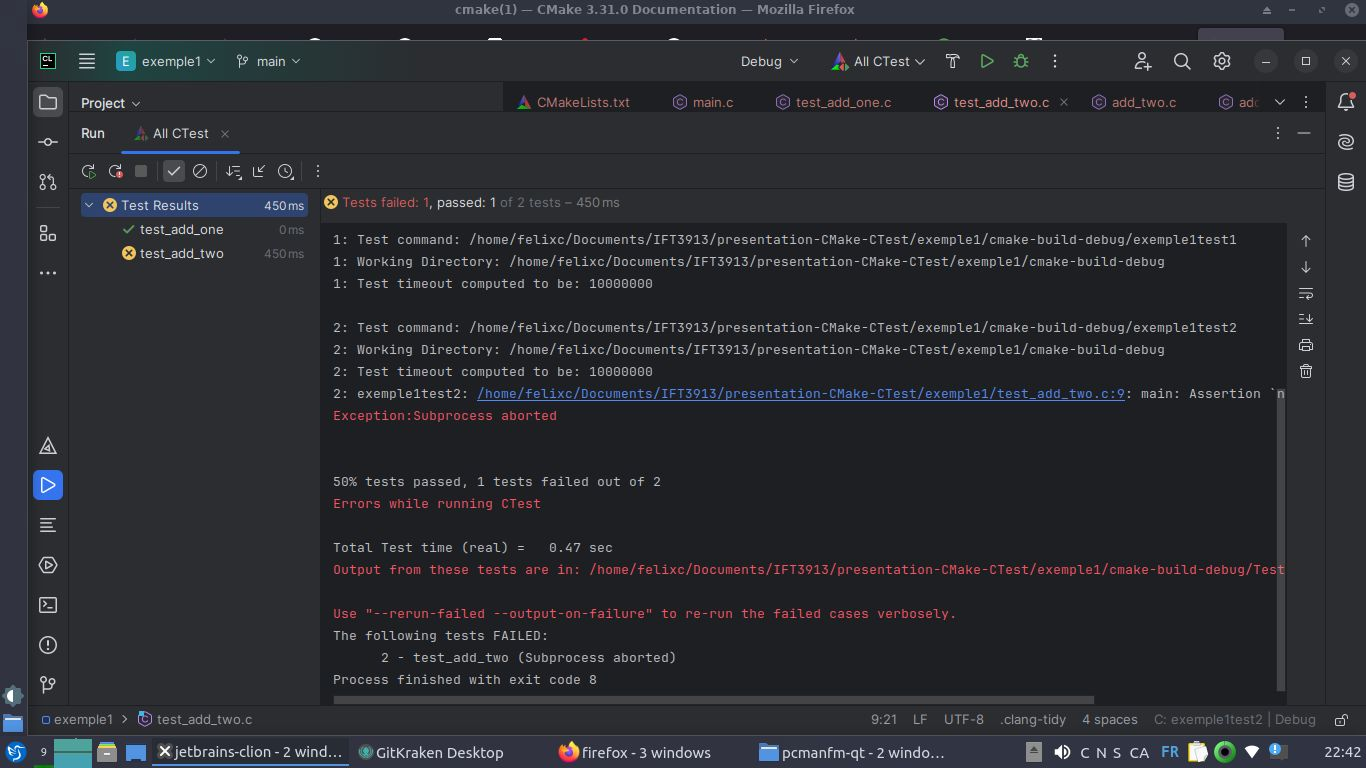 cmake(1) — CMake 3.31.0 Documentation — Mozilla Firefox
CL E exemple1 main Debug All CTest
Project CMakeLists.txt main.c test_add_one.c test_add_two.c add_two.c
Run All CTest
Test Results 450 ms
test_add_one 0 ms
test_add_two 450 ms
Tests failed: 1, passed: 1 of 2 tests – 450 ms
1: Test command: /home/felixc/Documents/IFT3913/presentation-CMake-CTest/exemple1/cmake-build-debug/exemple1test1
1: Working Directory: /home/felixc/Documents/IFT3913/presentation-CMake-CTest/exemple1/cmake-build-debug
1: Test timeout computed to be: 10000000
2: Test command: /home/felixc/Documents/IFT3913/presentation-CMake-CTest/exemple1/cmake-build-debug/exemple1test2
2: Working Directory: /home/felixc/Documents/IFT3913/presentation-CMake-CTest/exemple1/cmake-build-debug
2: Test timeout computed to be: 10000000
2: exemple1test2: /home/felixc/Documents/IFT3913/presentation-CMake-CTest/exemple1/test_add_two.c:9: main: Assertion `n
Exception:Subprocess aborted
50% tests passed, 1 tests failed out of 2
Errors while running CTest
Total Test time (real) =   0.47 sec
Output from these tests are in: /home/felixc/Documents/IFT3913/presentation-CMake-CTest/exemple1/cmake-build-debug/Test
Use "--rerun-failed --output-on-failure" to re-run the failed cases verbosely.
The following tests FAILED:
2 - test_add_two (Subprocess aborted)
Process finished with exit code 8
exemple1 > test_add_two.c 9:21 LF UTF-8 .clang-tidy 4 spaces C: exemple1test2 | Debug
9 jetbrains-clion - 2 wind... GitKraken Desktop firefox - 3 windows pcmanfm-qt - 2 windo... C N S CA FR 22:42